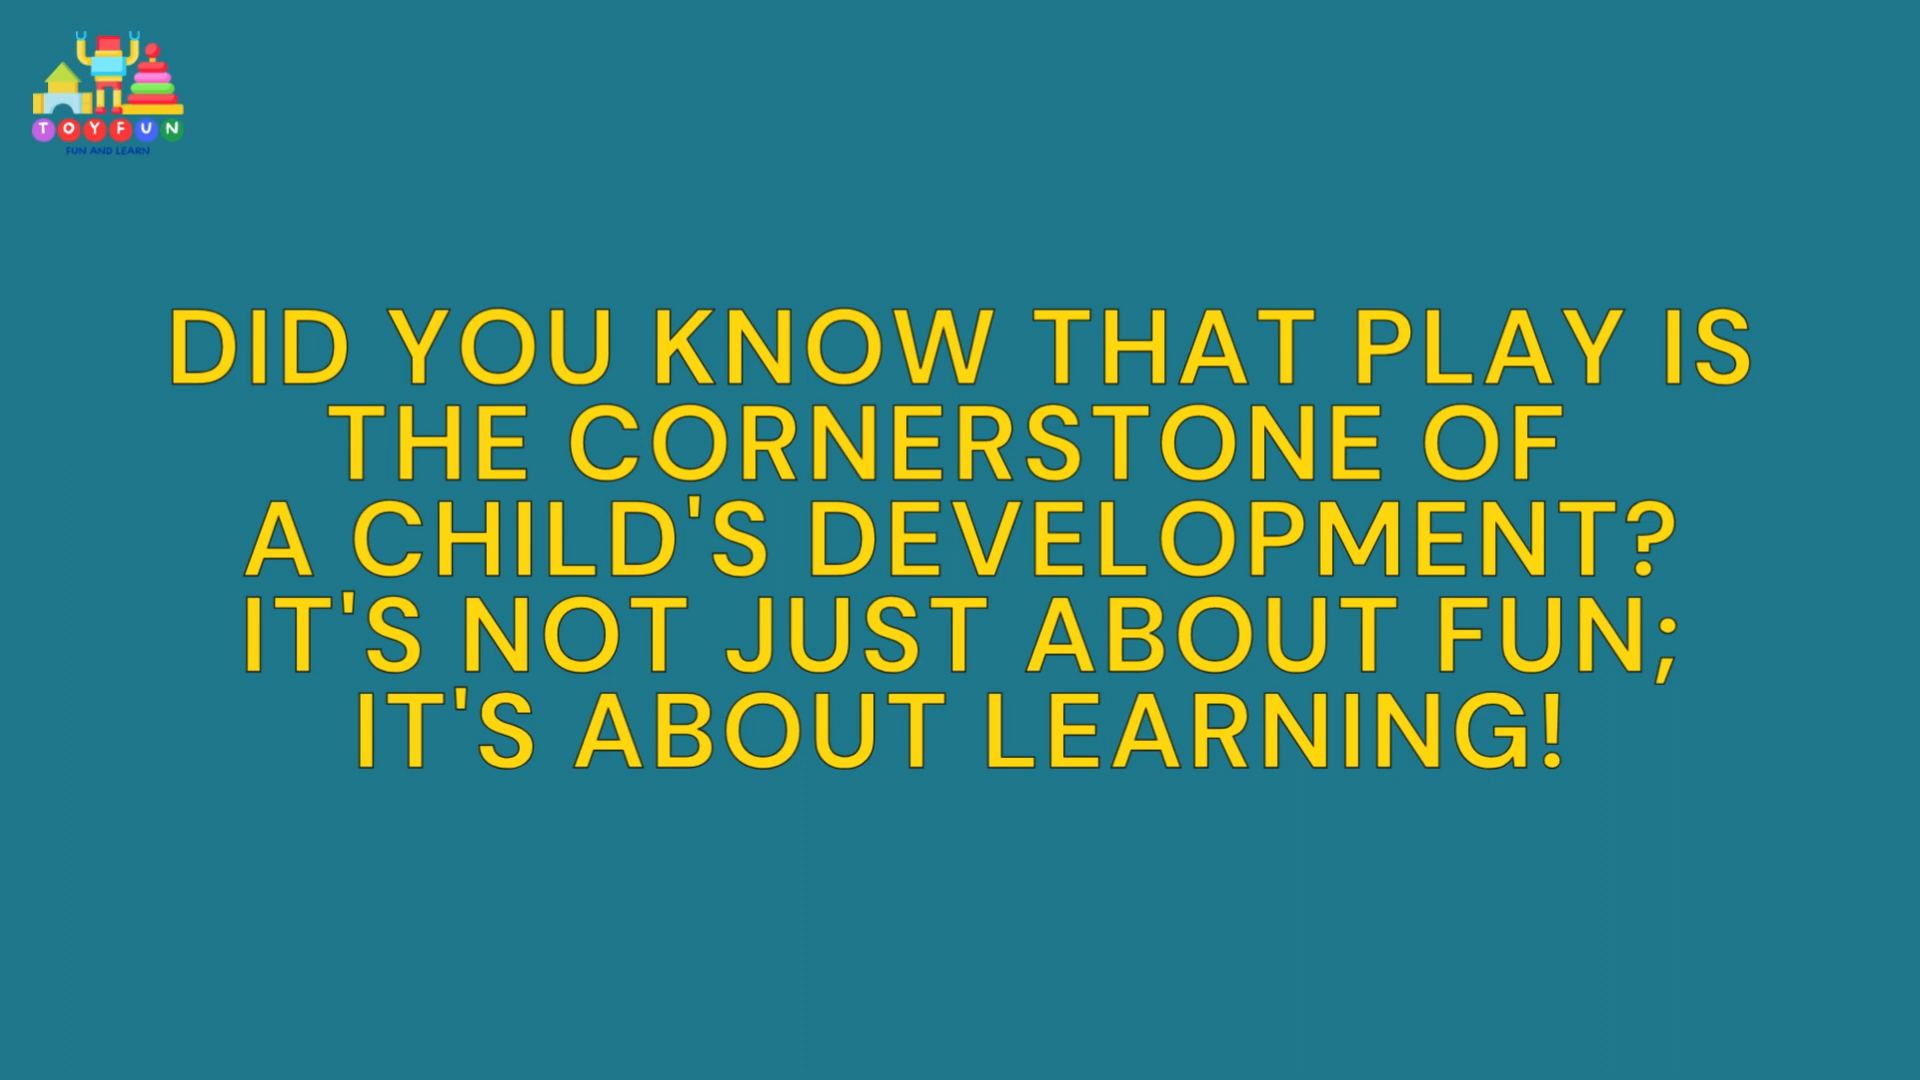 TOYFUN
FUN AND LEARN
DID YOU KNOW THAT PLAY IS
THE CORNERSTONE OF
A CHILD'S DEVELOPMENT?
IT'S NOT JUST ABOUT FUN;
IT'S ABOUT LEARNING!